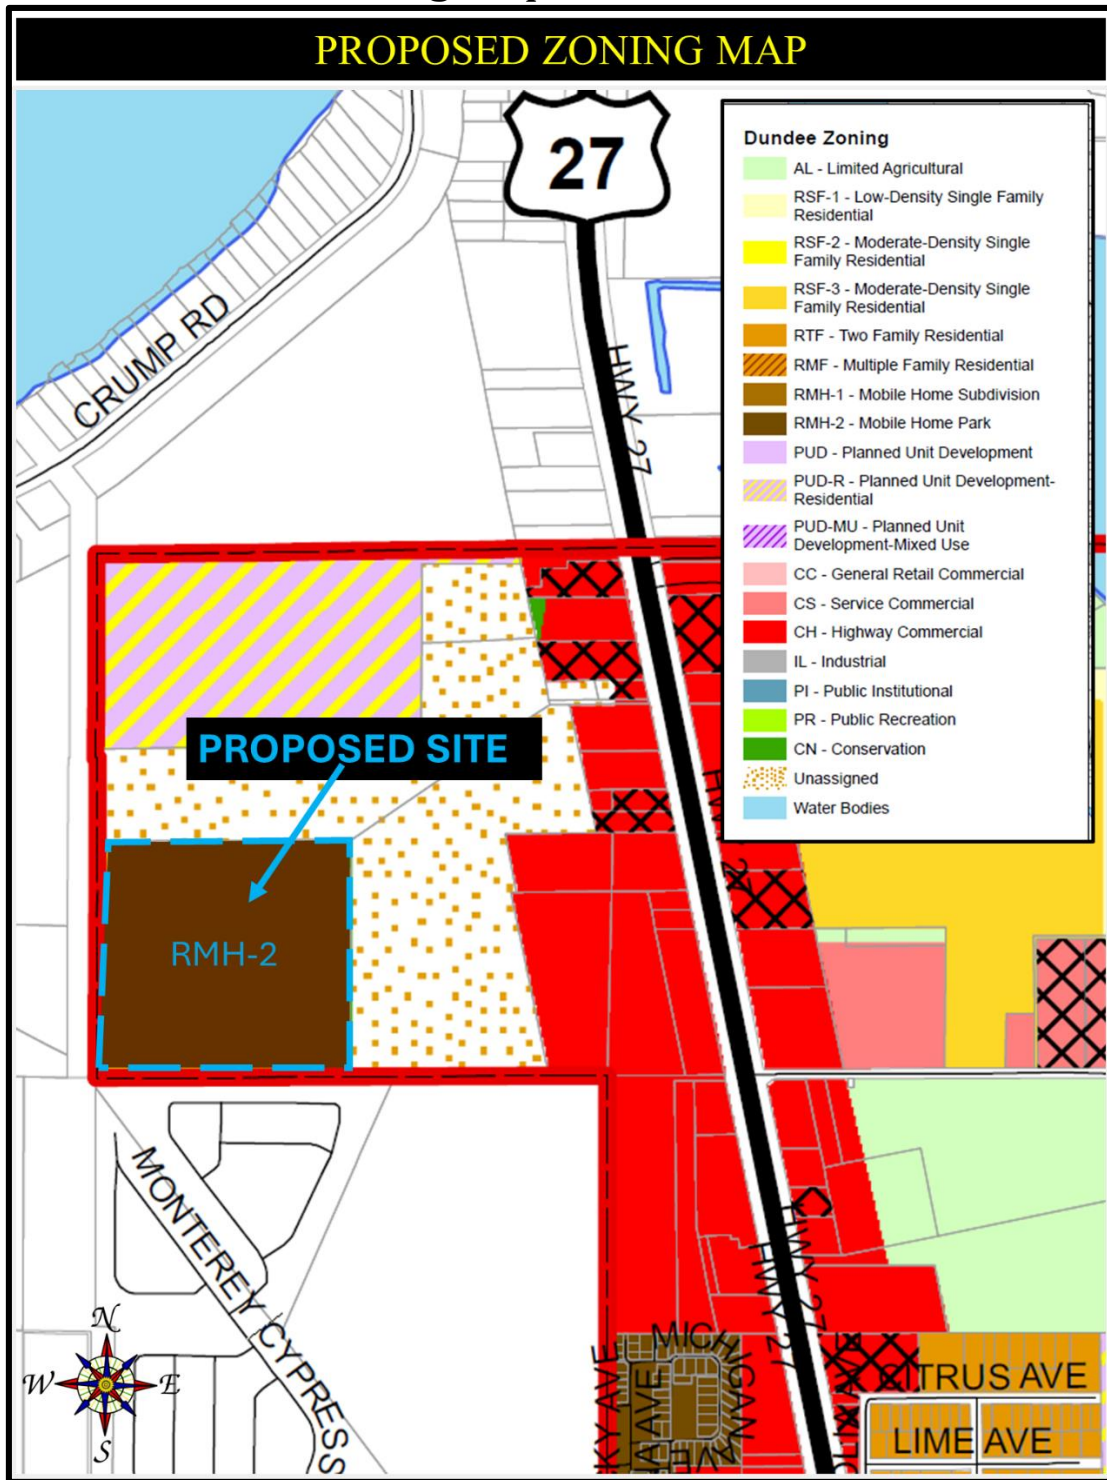 PROPOSED ZONING MAP
27
Dundee Zoning
AL - Limited Agricultural
RSF-1 - Low-Density Single Family
Residential
RSF-2 - Moderate-Density Single
Family Residential
RSF-3 - Moderate-Density Single
Family Residential
RTF - Two Family Residential
RMF - Multiple Family Residential
RMH-1 - Mobile Home Subdivision
RMH-2 - Mobile Home Park
PUD - Planned Unit Development
PUD-R - Planned Unit Development-
Residential
PUD-MU - Planned Unit
Development-Mixed Use
CC - General Retail Commercial
CS - Service Commercial
CH - Highway Commercial
IL - Industrial
PI - Public Institutional
PR - Public Recreation
CN - Conservation
Unassigned
Water Bodies
CRUMP RD
HWY 27
PROPOSED SITE
RMH-2
MONTEREY CYPRESS
HWY 27
HWY 27
MICHIGAN
AVE
AVE
CITRUS AVE
LIME AVE
N
W
E
S